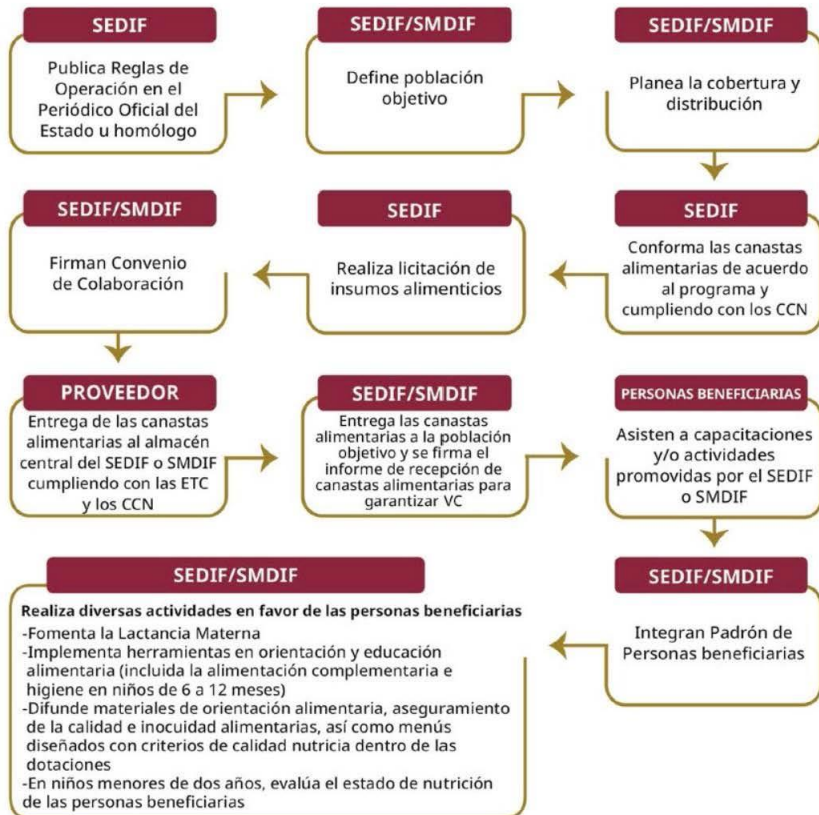 SEDIF
Publica Reglas de
Operación en el
Periódico Oficial del
Estado u homólogo
SEDIF/SMDIF
Define población
objetivo
SEDIF/SMDIF
Planea la cobertura y
distribución
SEDIF
Conforma las canastas
alimentarias de acuerdo
al programa y
cumpliendo con los CCN
SEDIF
Realiza licitación de
insumos alimenticios
SEDIF/SMDIF
Firman Convenio
de Colaboración
PROVEEDOR
Entrega de las canastas
alimentarias al almacén
central del SEDIF o SMDIF
cumpliendo con las ETC
y los CCN
SEDIF/SMDIF
Entrega las canastas
alimentarias a la población
objetivo y se firma el
informe de recepción de
canastas alimentarias para
garantizar VC
PERSONAS BENEFICIARIAS
Asisten a capacitaciones
y/o actividades
promovidas por el SEDIF
o SMDIF
SEDIF/SMDIF
Integran Padrón de
Personas beneficiarias
SEDIF/SMDIF
Realiza diversas actividades en favor de las personas beneficiarias
-Fomenta la Lactancia Materna
-Implementa herramientas en orientación y educación
alimentaria (incluida la alimentación complementaria e
higiene en niños de 6 a 12 meses)
-Difunde materiales de orientación alimentaria, aseguramiento
de la calidad e inocuidad alimentarias, así como menús
diseñados con criterios de calidad nutricia dentro de las
dotaciones
-En niños menores de dos años, evalúa el estado de nutrición
de las personas beneficiarias